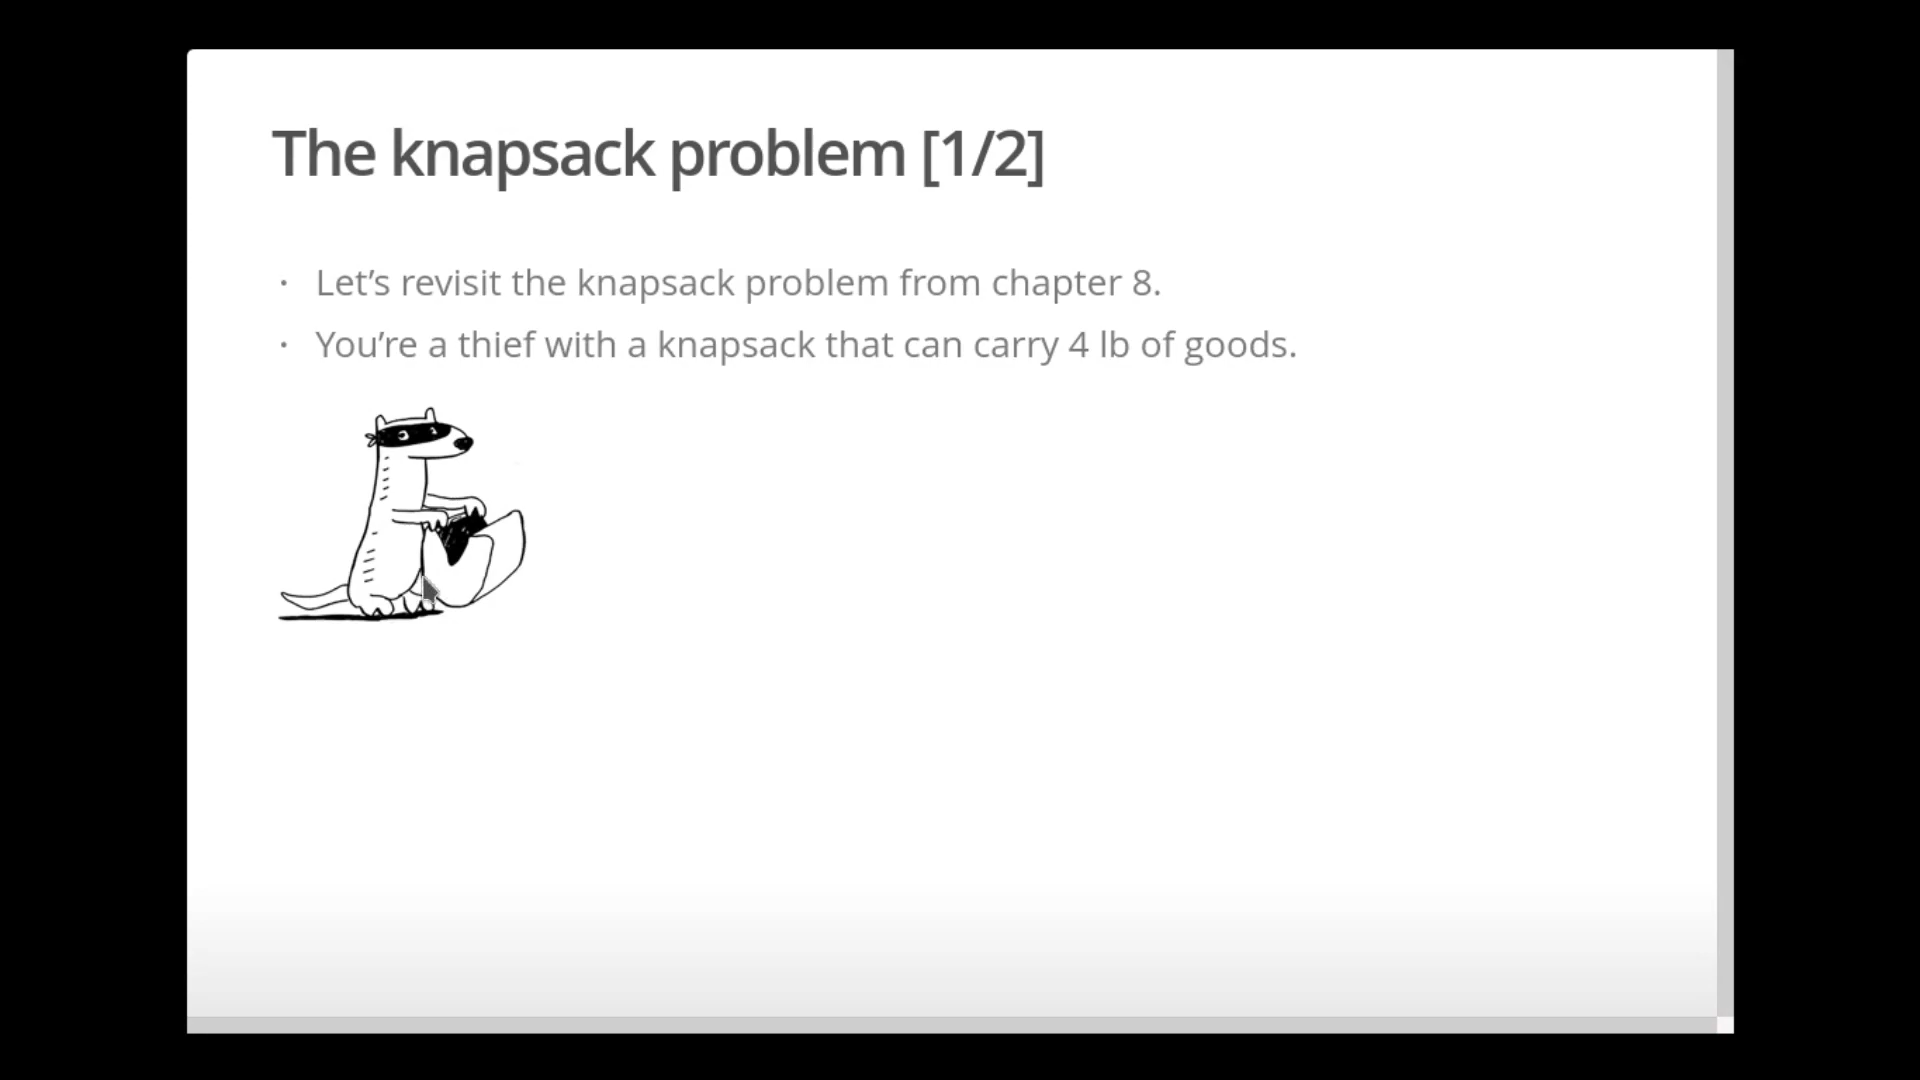 The knapsack problem [1/2]
· Let’s revisit the knapsack problem from chapter 8.
· You’re a thief with a knapsack that can carry 4 lb of goods.